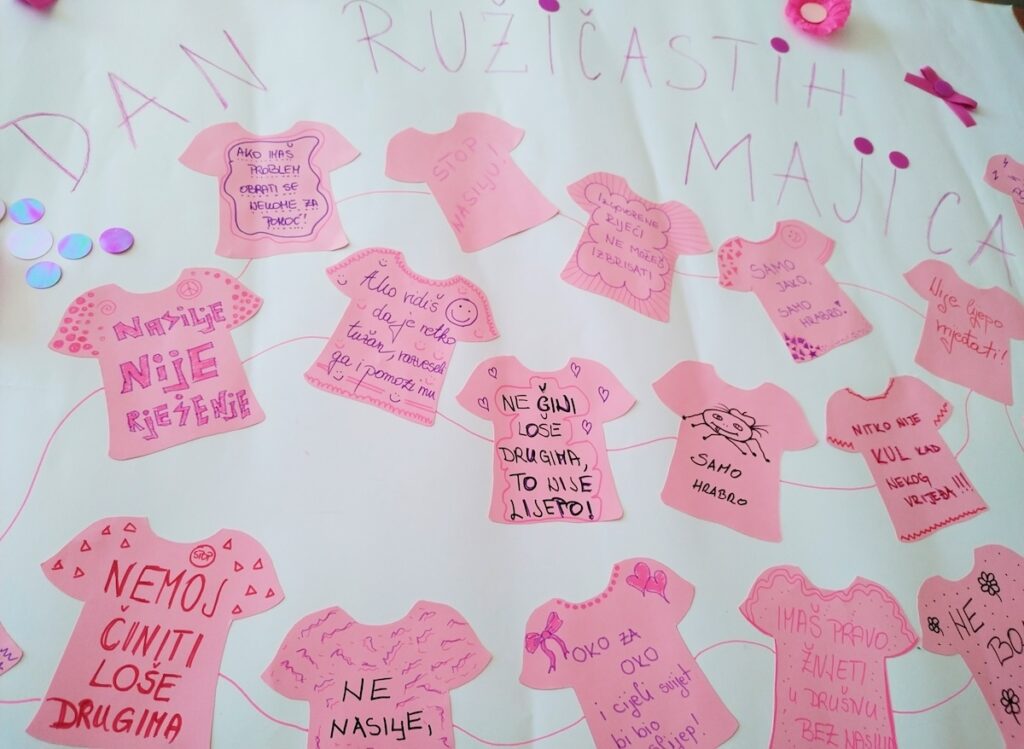 DAN RUŽIČASTIH
MAJICA
AKO IMAŠ
PROBLEM
OBRATI SE
NEKOME ZA
POMOĆ!
STOP
NASILJU!
IZGOVORENE
RIJEČI
NE MOŽEŠ
IZBRISATI
SAMO
JAKO,
SAMO
HRABRO!
Nije lijepo
vrijeđati!
NASILJE
NIJE
RJEŠENJE
Ako vidiš
da je netko
tužan, razveseli
ga i pomozi mu
NE ČINI
LOŠE
DRUGIMA,
TO NIJE
LIJEPO!
SAMO
HRABRO
NITKO NIJE
KUL KAD
NEKOG
VRIJEĐA!!!
STOP
NEMOJ
ČINITI
LOŠE
DRUGIMA
NE
NASILJE,
OKO ZA
OKO
i cijeli svijet
bi bio
slijep!
IMAŠ PRAVO
ŽIVJETI
U DRUŠTVU
BEZ NASILJA
NE
BO